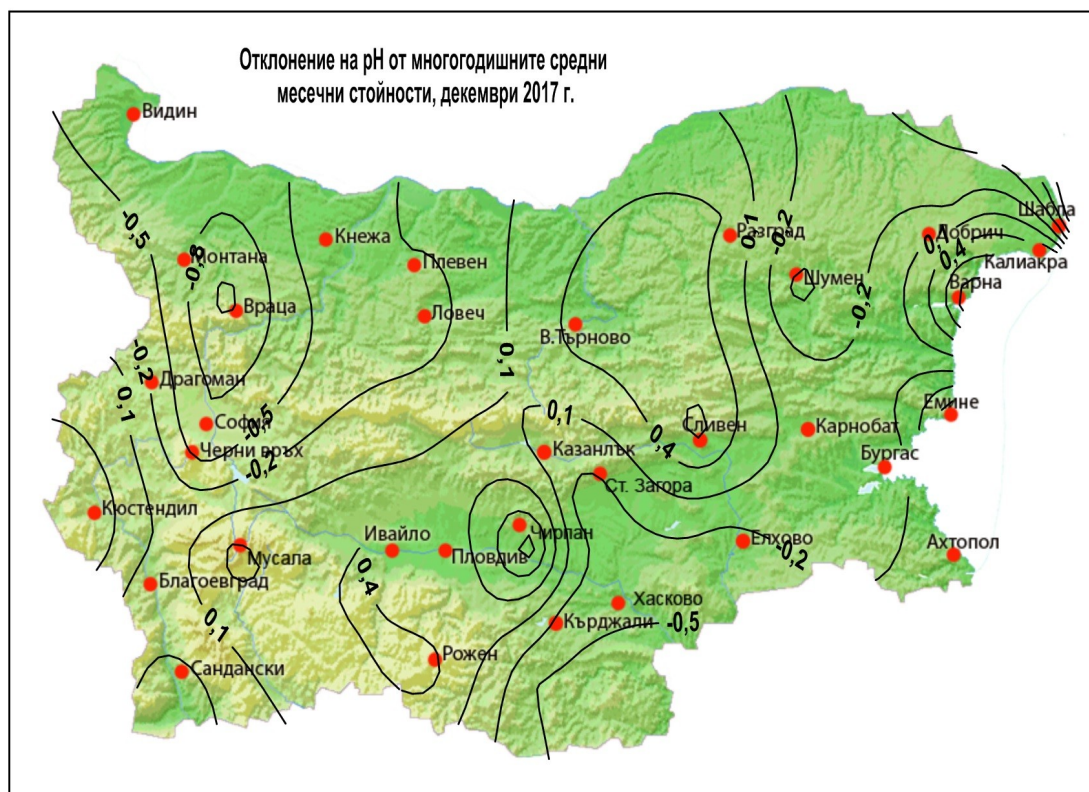 Отклонение на pH от многогодишните средни
месечни стойности, декември 2017 г.
Видин
-0,5
Монтана
-0,8
Враца
Кнежа
Плевен
Ловеч
В.Търново
0,1
Разград
0,1
-0,2
Шумен
-0,2
Добрич
0,1
0,4
Шабла
Калиакра
Варна
-0,2
Драгоман
0,1
София
-0,5
Черни връх
-0,2
0,1
Казанлък
0,4
Сливен
Карнобат
Емине
Бургас
Ст. Загора
Кюстендил
Мусала
Ивайло
Пловдив
Чирпан
Елхово
-0,2
Ахтопол
Благоевград
0,1
0,4
Хасково
Кърджали
-0,5
Рожен
Сандански